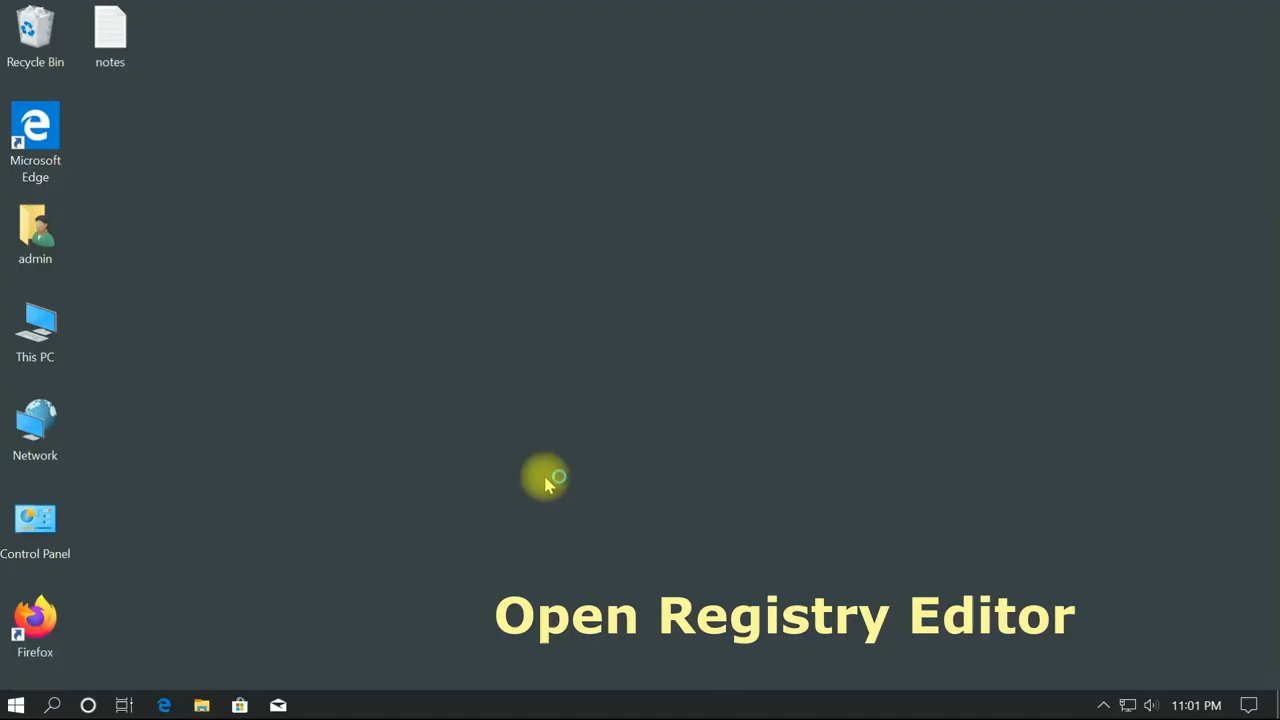 Recycle Bin
notes
Microsoft
Edge
admin
This PC
Network
Control Panel
Firefox
Open Registry Editor
11:01 PM